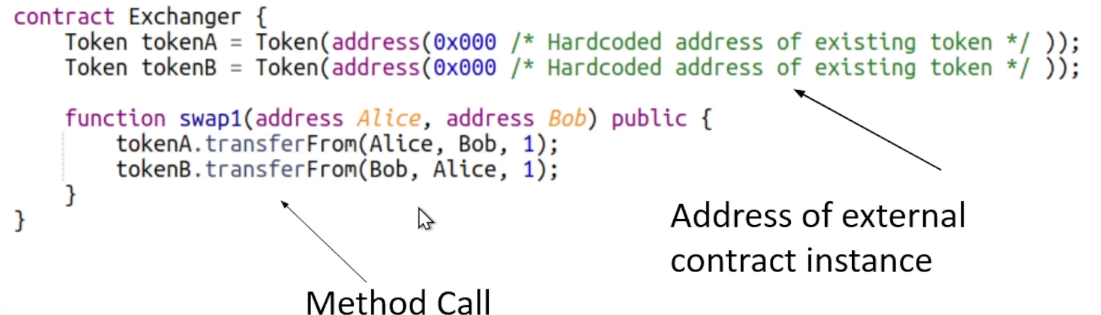 contract Exchanger {
    Token tokenA = Token(address(0x000 /* Hardcoded address of existing token */ ));
    Token tokenB = Token(address(0x000 /* Hardcoded address of existing token */ ));
    function swap1(address Alice, address Bob) public {
        tokenA.transferFrom(Alice, Bob, 1);
        tokenB.transferFrom(Bob, Alice, 1);
    }
}
Address of external
contract instance
Method Call